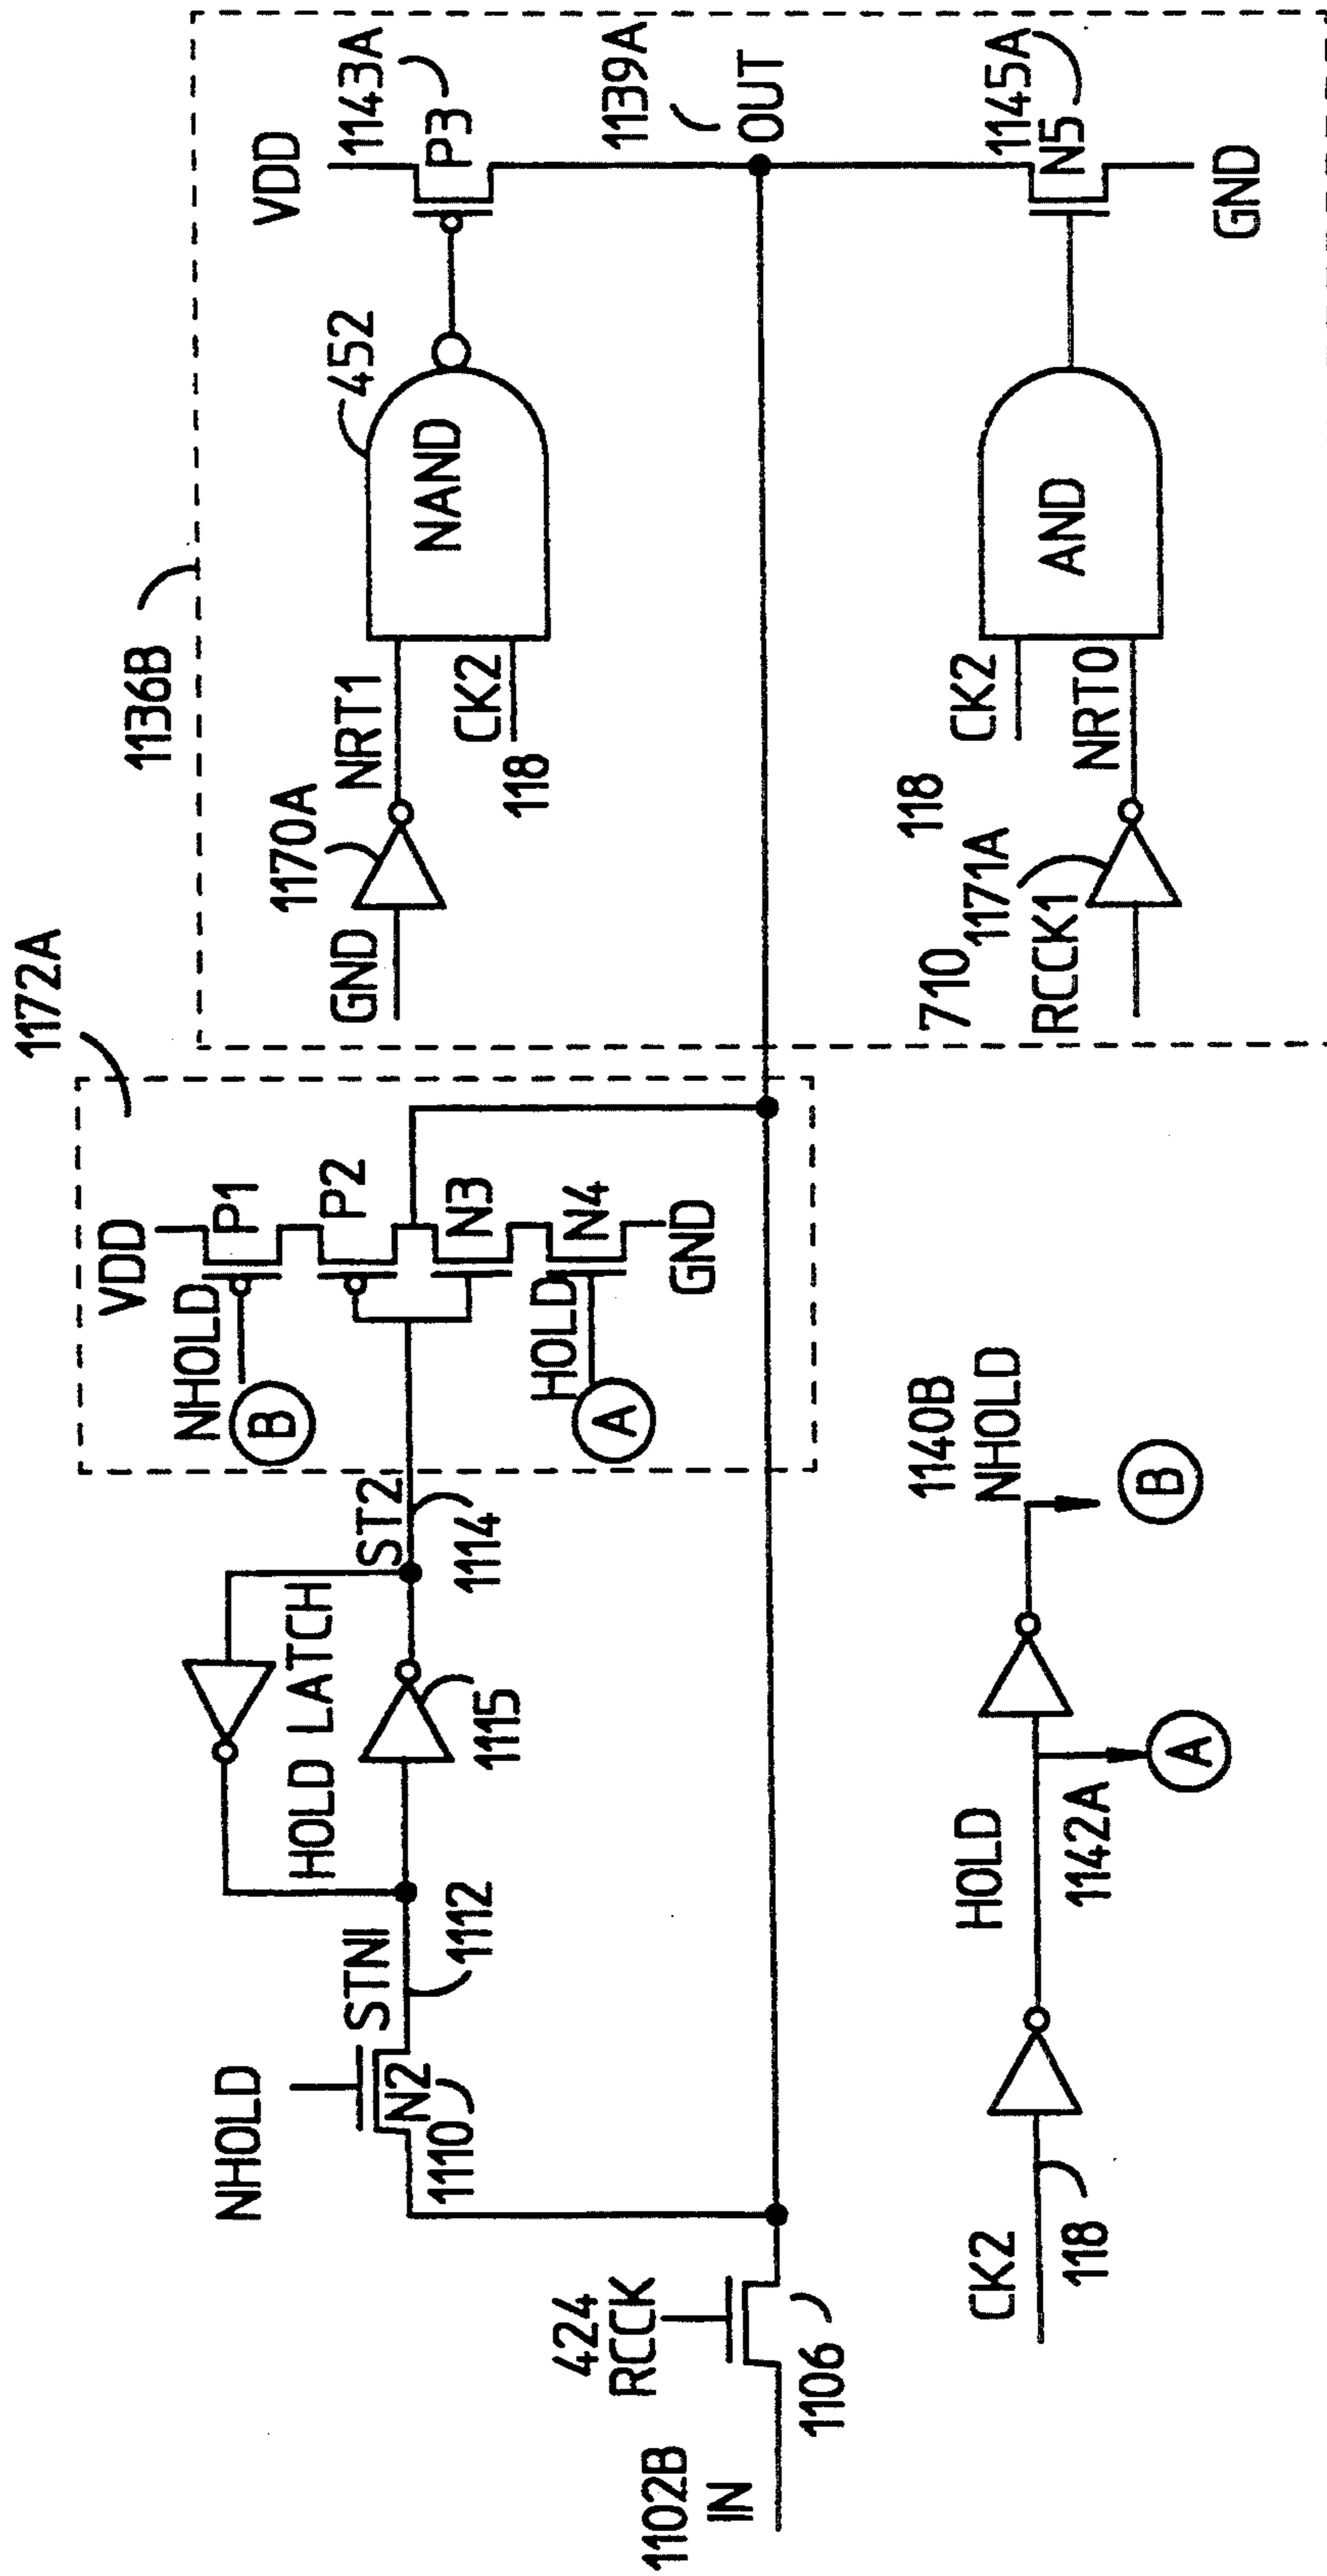 1172A
1136B
VDD
NHOLD
P1
B
P2
N3
HOLD
N4
A
GND
NHOLD
STNI
N2
1110
1112
HOLD LATCH
1115
ST2
1114
GND
1170A
NRT1
CK2
118
NAND
452
VDD
P3
1143A
1139A
OUT
424
RCCK
1102B
IN
1106
710
RCCK1
1171A
118
CK2
NRT0
AND
N5
1145A
GND
CK2
118
HOLD
1142A
A
1140B
NHOLD
B